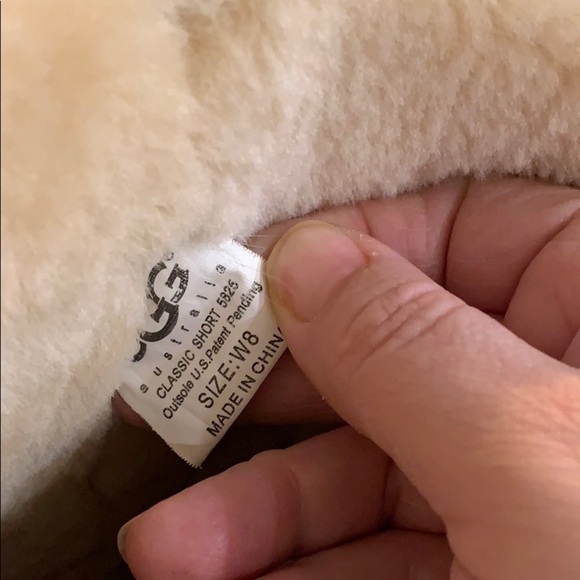 UGG
australia
CLASSIC SHORT 5825
Outsole U.S.Patent Pending
SIZE:W8
MADE IN CHINA